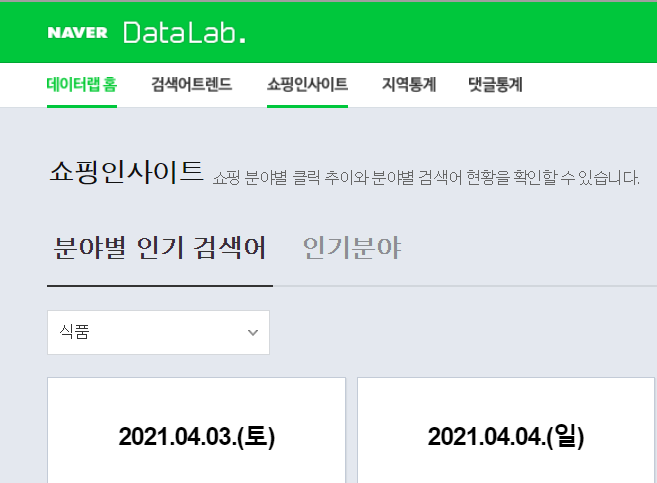 NAVER DataLab.
데이터랩 홈 검색어트렌드 쇼핑인사이트 지역통계 댓글통계
쇼핑인사이트 쇼핑 분야별 클릭 추이와 분야별 검색어 현황을 확인할 수 있습니다.
분야별 인기 검색어 인기분야
식품
2021.04.03.(토) 2021.04.04.(일)